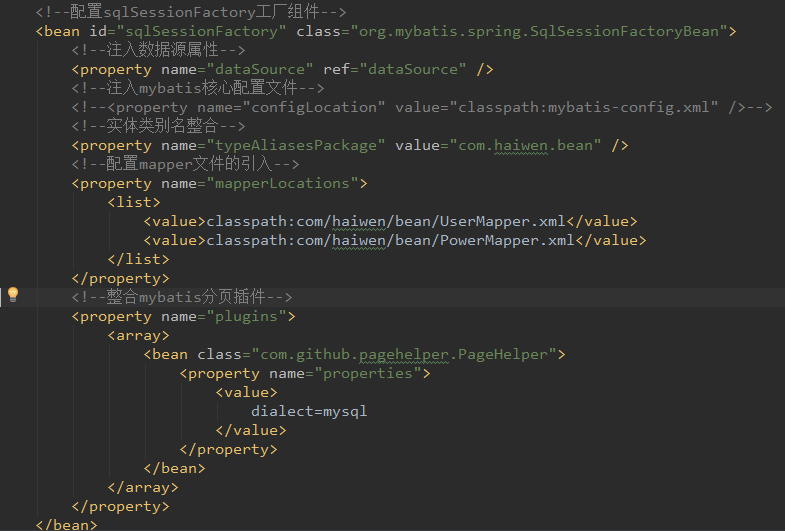 <!--配置sqlSessionFactory工厂组件-->
<bean id="sqlSessionFactory" class="org.mybatis.spring.SqlSessionFactoryBean">
<!--注入数据源属性-->
<property name="dataSource" ref="dataSource" />
<!--注入mybatis核心配置文件-->
<!--<property name="configLocation" value="classpath:mybatis-config.xml" />-->
<!--实体类别名整合-->
<property name="typeAliasesPackage" value="com.haiwen.bean" />
<!--配置mapper文件的引入-->
<property name="mapperLocations">
<list>
<value>classpath:com/haiwen/bean/UserMapper.xml</value>
<value>classpath:com/haiwen/bean/PowerMapper.xml</value>
</list>
</property>
<!--整合mybatis分页插件-->
<property name="plugins">
<array>
<bean class="com.github.pagehelper.PageHelper">
<property name="properties">
<value>
dialect=mysql
</value>
</property>
</bean>
</array>
</property>
</bean>